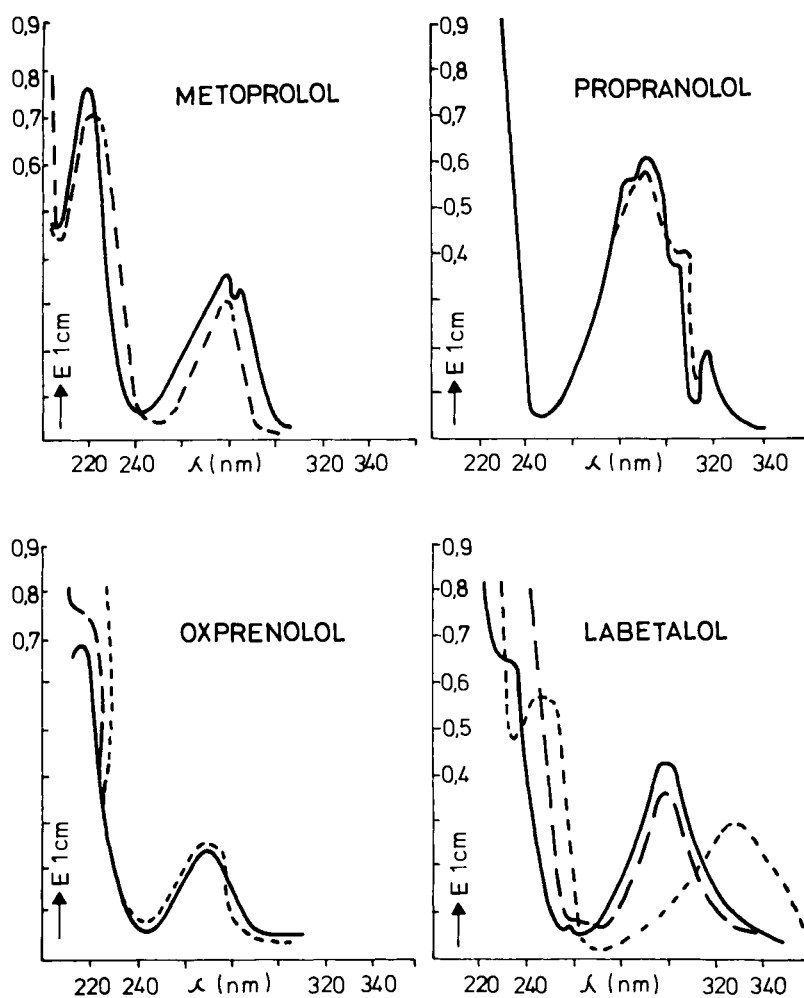 METOPROLOL
0,9
0,8
0,7
0,6
E 1cm
220 240 λ (nm) 320 340
PROPRANOLOL
0,9
0,8
0,7
0,6
0,5
0,4
E 1cm
220 240 λ (nm) 320 340
OXPRENOLOL
0,9
0,8
0,7
E 1cm
220 240 λ (nm) 320 340
LABETALOL
0,9
0,8
0,7
0,6
0,5
0,4
E 1cm
220 240 λ (nm) 320 340